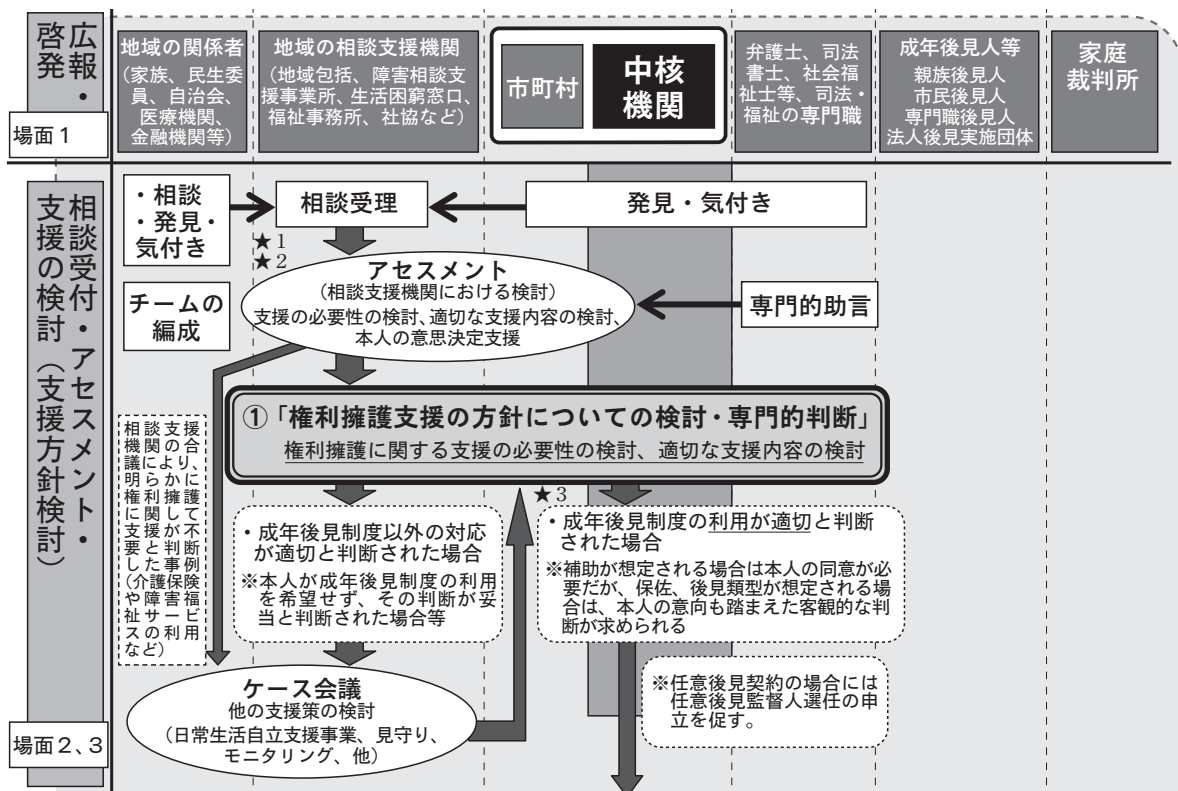 広報・
啓発
場面1
地域の関係者
（家族、民生委
員、自治会、
医療機関、
金融機関等）
地域の相談支援機関
（地域包括、障害相談支
援事業所、生活困窮窓口、
福祉事務所、社協など）
市町村
中核
機関
弁護士、司法
書士、社会福
祉士等、司法・
福祉の専門職
成年後見人等
親族後見人
市民後見人
専門職後見人
法人後見実施団体
家庭
裁判所
相談受付・アセスメント・
支援の検討（支援方針検討）
場面2、3
・相談
・発見・
気付き
相談受理
発見・気付き
★1
★2
アセスメント
（相談支援機関における検討）
支援の必要性の検討、適切な支援内容の検討、
本人の意思決定支援
チームの
編成
専門的助言
①「権利擁護支援の方針についての検討・専門的判断」
権利擁護に関する支援の必要性の検討、適切な支援内容の検討
相談支援
機関の合
議により、
明らかに
権利擁護
に関して
支援が不
要と判断
した事例
（介護保険
や障害福
祉サービ
スの利用
など）
★3
・成年後見制度以外の対応
が適切と判断された場合
※本人が成年後見制度の利用
を希望せず、その判断が妥
当と判断された場合等
・成年後見制度の利用が適切と判断
された場合
※補助が想定される場合は本人の同意が必
要だが、保佐、後見類型が想定される場
合は、本人の意向も踏まえた客観的な判
断が求められる
ケース会議
他の支援策の検討
（日常生活自立支援事業、見守り、
モニタリング、他）
※任意後見契約の場合には
任意後見監督人選任の申
立を促す。